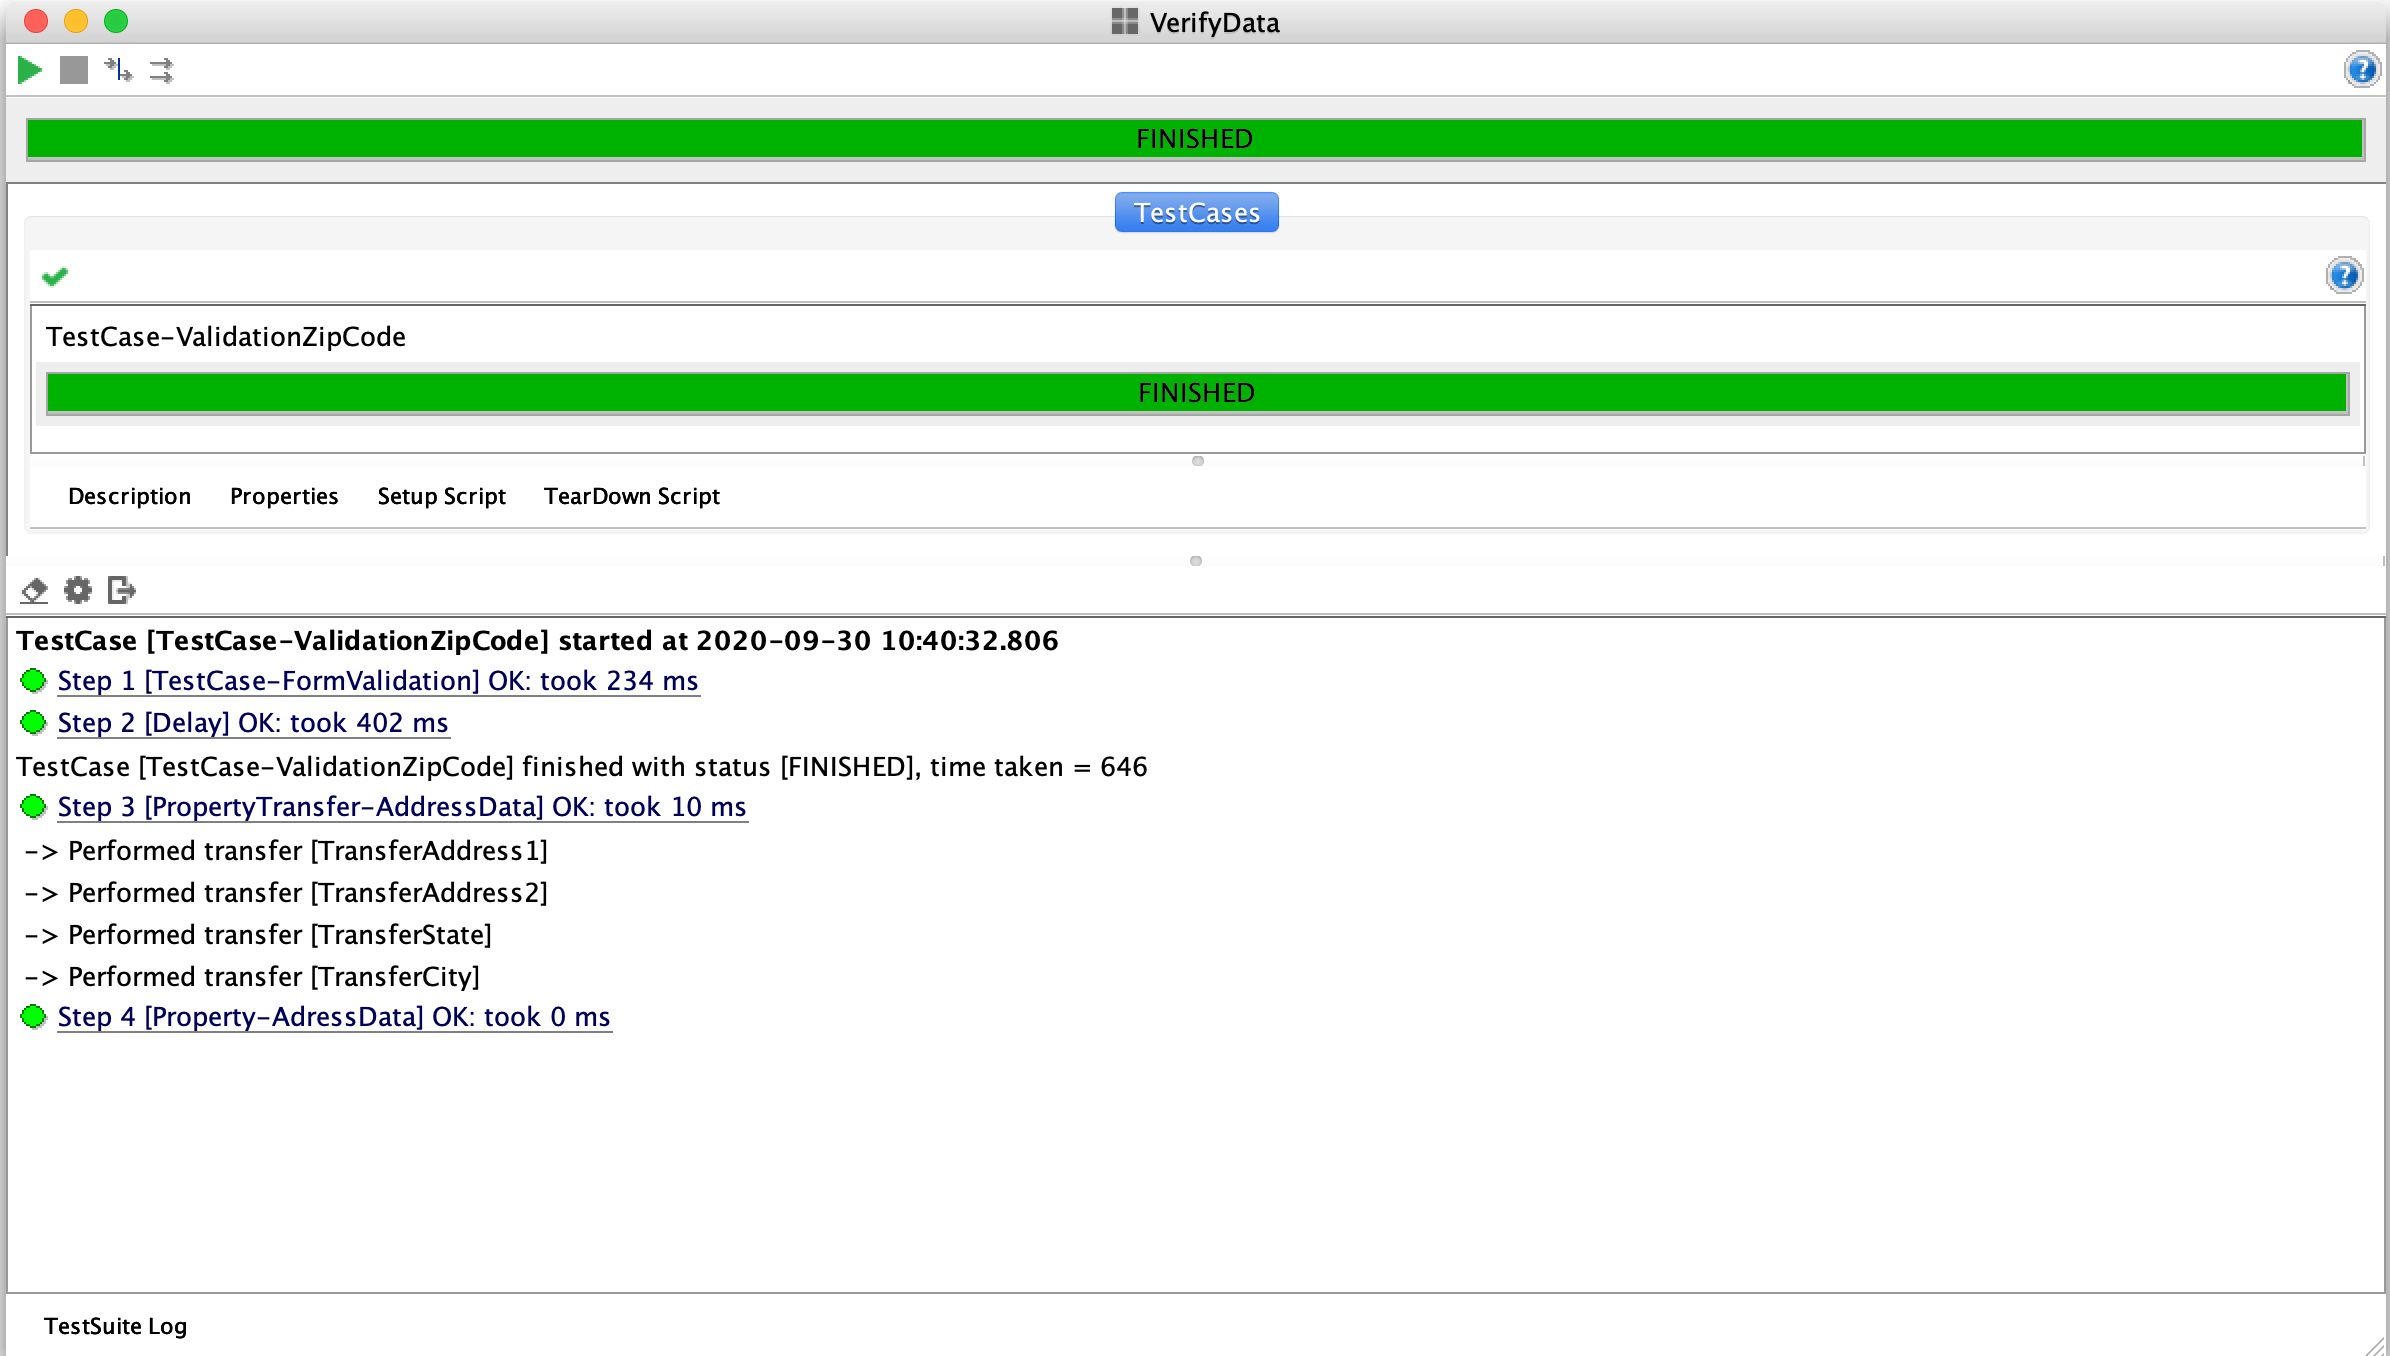 VerifyData
FINISHED
TestCases
TestCase-ValidationZipCode
FINISHED
Description Properties Setup Script TearDown Script
TestCase [TestCase-ValidationZipCode] started at 2020-09-30 10:40:32.806
Step 1 [TestCase-FormValidation] OK: took 234 ms
Step 2 [Delay] OK: took 402 ms
TestCase [TestCase-ValidationZipCode] finished with status [FINISHED], time taken = 646
Step 3 [PropertyTransfer-AddressData] OK: took 10 ms
-> Performed transfer [TransferAddress1]
-> Performed transfer [TransferAddress2]
-> Performed transfer [TransferState]
-> Performed transfer [TransferCity]
Step 4 [Property-AdressData] OK: took 0 ms
TestSuite Log